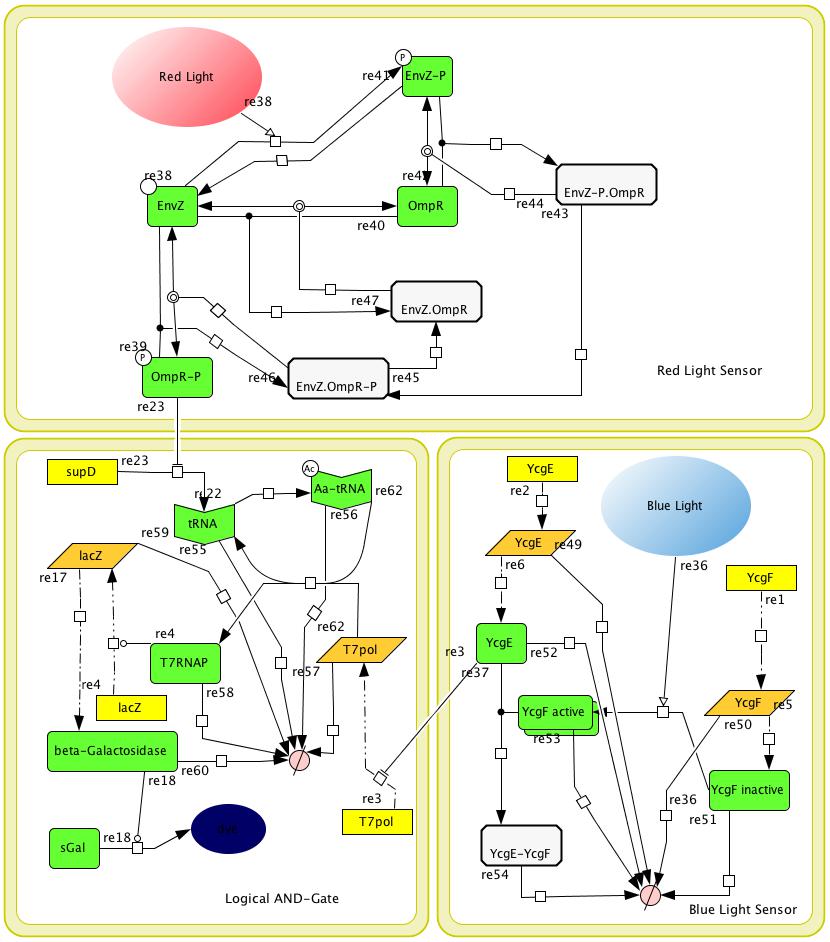 P
re41
EnvZ-P
Red Light
re38
re38
EnvZ
OmpR
EnvZ-P.OmpR
re44
re43
re40
re47
EnvZ.OmpR
re39
P
OmpR-P
re46
EnvZ.OmpR-P
re45
Red Light Sensor
re23
supD
re23
Ac
Aa-tRNA
re62
re22
tRNA
re56
re59
re55
lacZ
re17
re4
re62
T7pol
T7RNAP
re57
re58
re4
lacZ
beta-Galactosidase
re60
re18
re3
T7pol
sGal
re18
Logical AND-Gate
YcgE
re2
Blue Light
YcgE
re49
re6
re36
YcgF
re1
YcgE
re52
re3
re37
YcgF
re5
re50
YcgF active
re53
YcgF inactive
re36
re51
YcgE-YcgF
re54
Blue Light Sensor